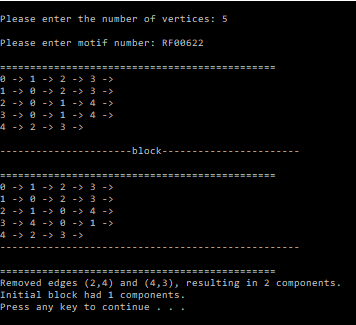 Please enter the number of vertices: 5
Please enter motif number: RF00622
==============================================
0 -> 1 -> 2 -> 3 ->
1 -> 0 -> 2 -> 3 ->
2 -> 0 -> 1 -> 4 ->
3 -> 0 -> 1 -> 4 ->
4 -> 2 -> 3 ->
----------------------block-----------------------
==============================================
0 -> 1 -> 2 -> 3 ->
1 -> 0 -> 2 -> 3 ->
2 -> 1 -> 0 -> 4 ->
3 -> 4 -> 0 -> 1 ->
4 -> 2 -> 3 ->
--------------------------------------------------
==============================================
Removed edges (2,4) and (4,3), resulting in 2 components.
Initial block had 1 components.
Press any key to continue . . .